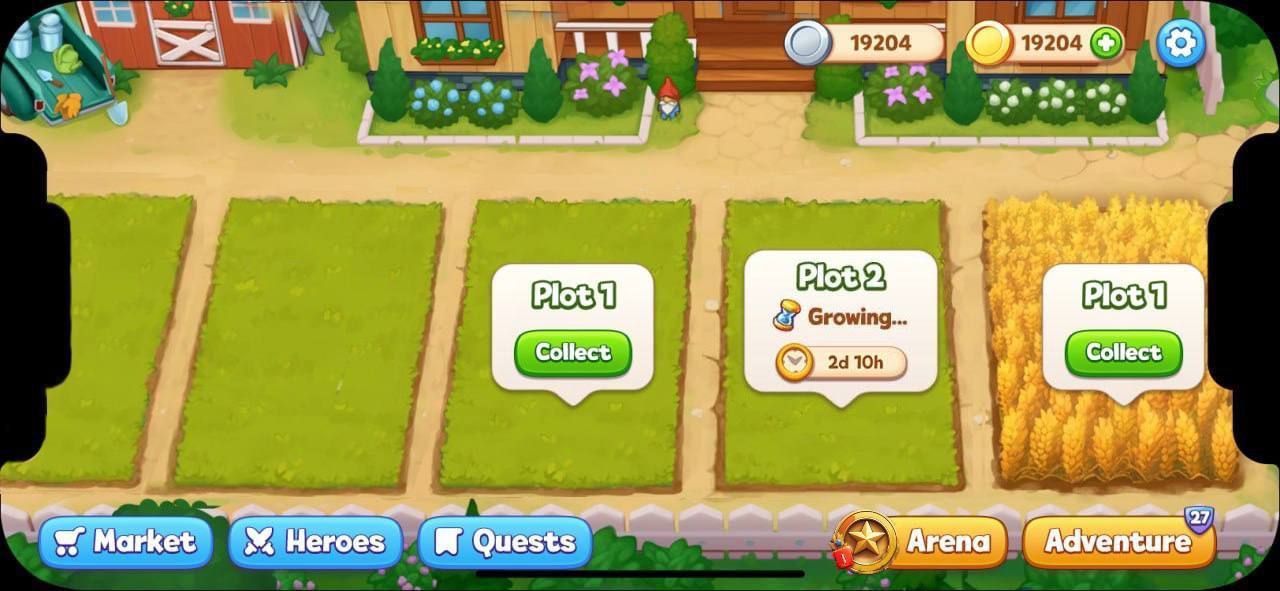 19204
19204
Plot 1
Collect
Plot 2
Growing...
2d 10h
Plot 1
Collect
Market
Heroes
Quests
Arena
Adventure
27